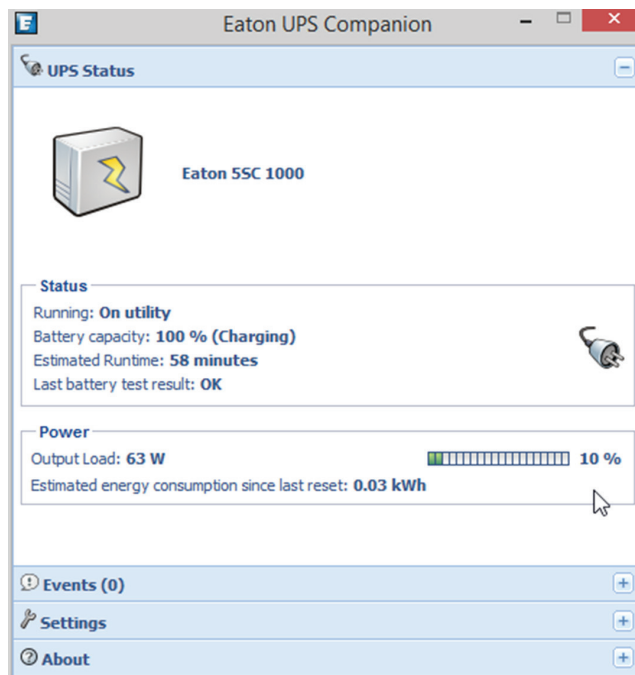 Eaton UPS Companion
UPS Status
Eaton 5SC 1000
Status
Running: On utility
Battery capacity: 100 % (Charging)
Estimated Runtime: 58 minutes
Last battery test result: OK
Power
Output Load: 63 W 10 %
Estimated energy consumption since last reset: 0.03 kWh
Events (0)
Settings
About